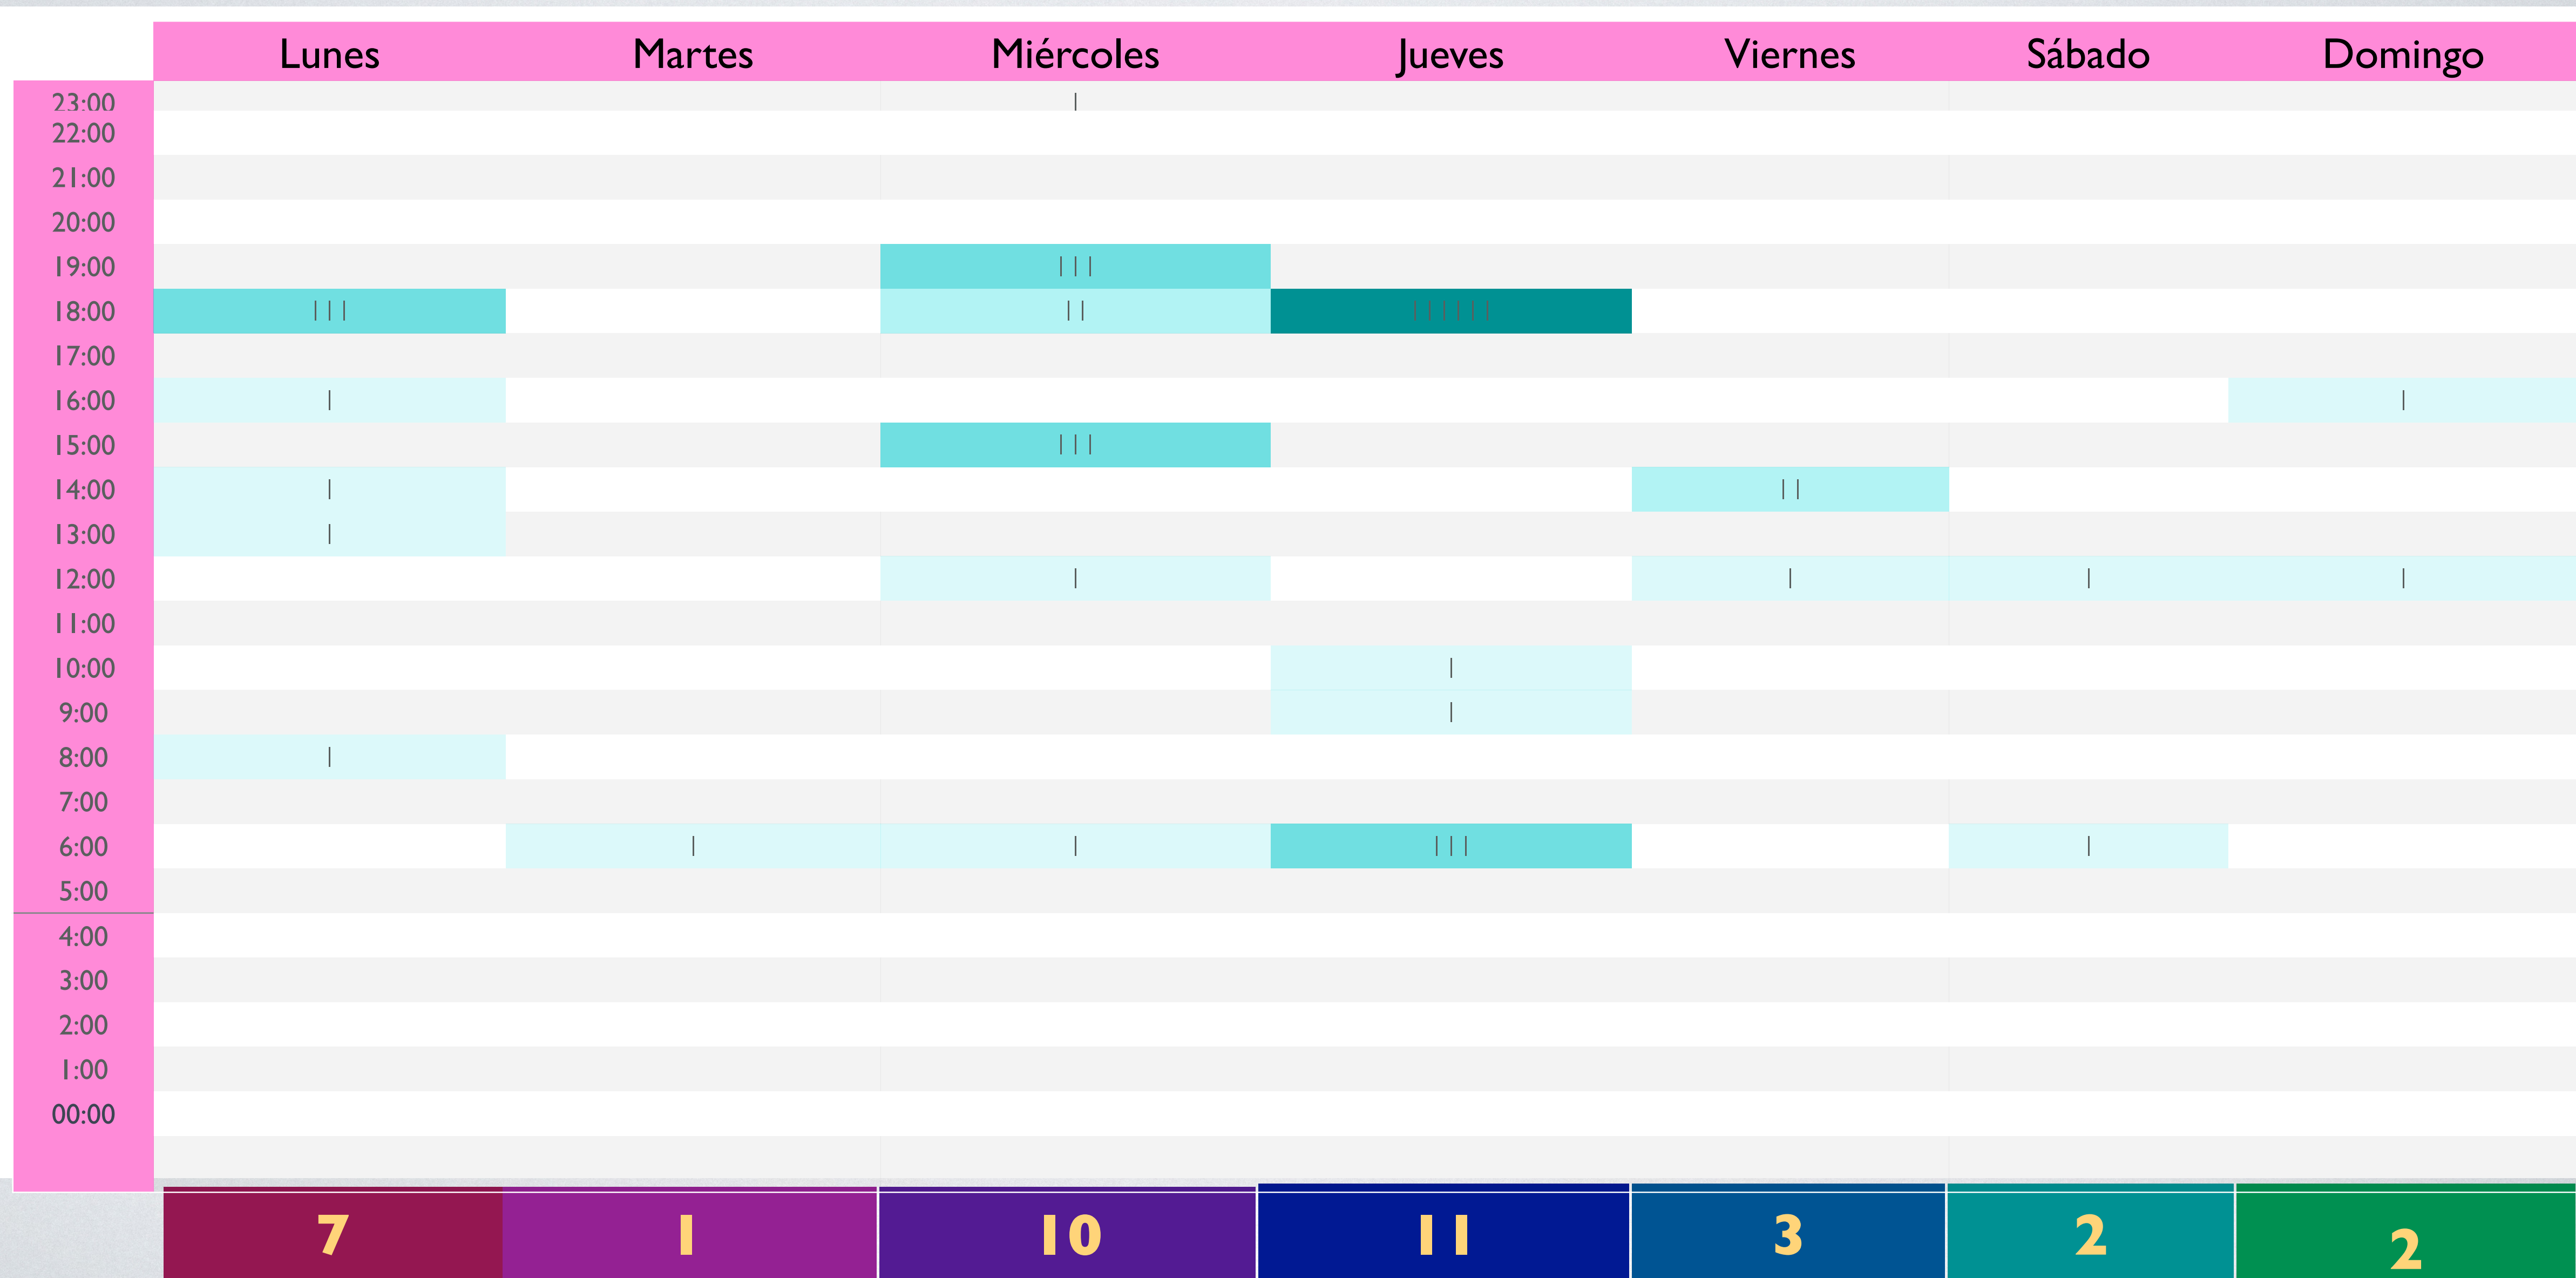 Lunes Martes Miércoles Jueves Viernes Sábado Domingo
23:00 |
22:00
21:00
20:00
19:00 | | |
18:00 | | | | | | | | | | |
17:00
16:00 | |
15:00 | | |
14:00 | | |
13:00 |
12:00 | | | |
11:00
10:00 |
9:00 |
8:00 |
7:00
6:00 | | | | | |
5:00
4:00
3:00
2:00
1:00
00:00
7 1 10 11 3 2 2